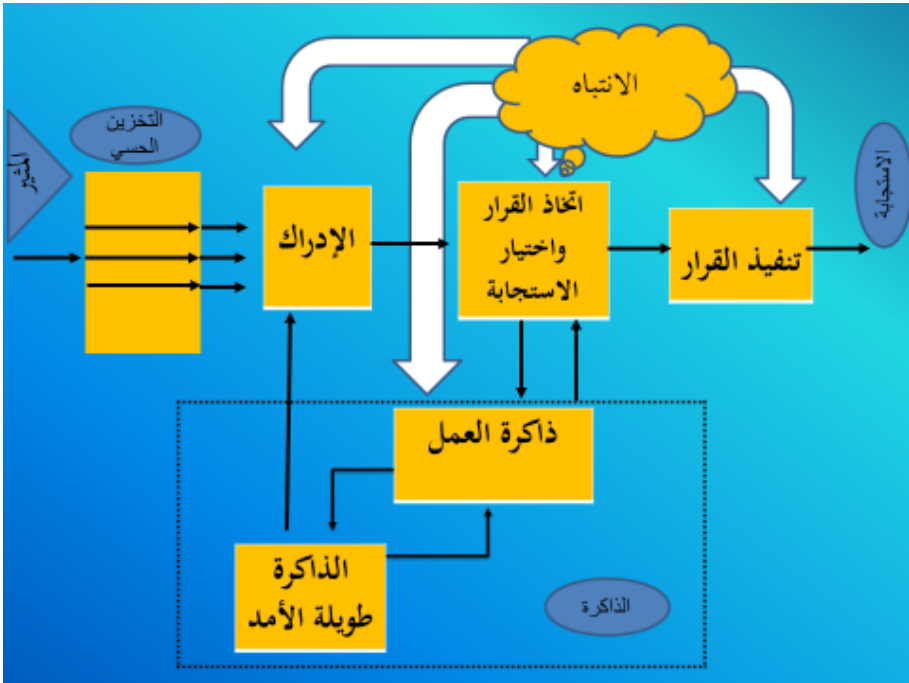 الانتباه
المثير
التخزين
الحسي
الاستجابة
الإدراك
اتخاذ القرار
واختيار
الاستجابة
تنفيذ القرار
ذاكرة العمل
الذاكرة
طويلة الأمد
الذاكرة